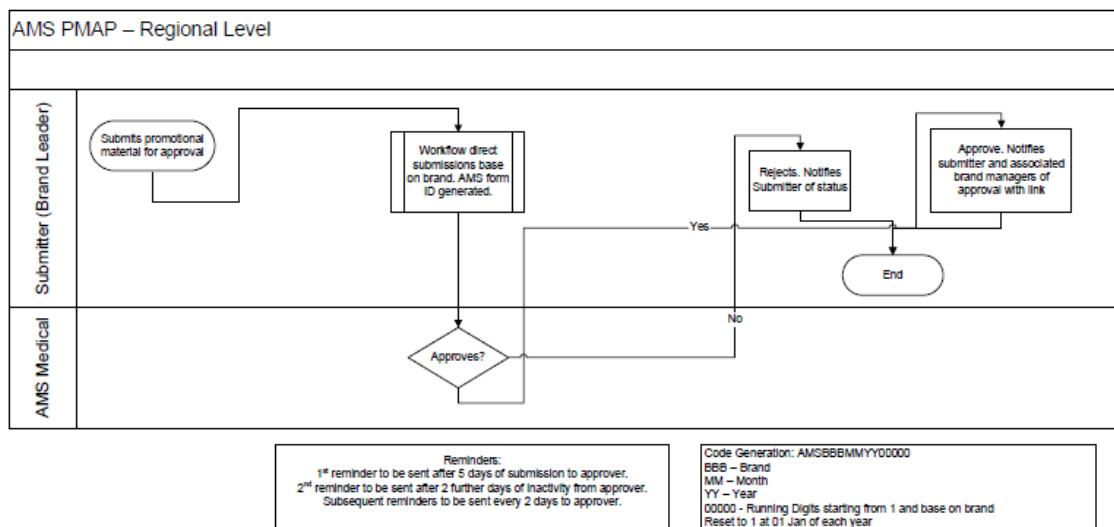 AMS PMAP – Regional Level
Submitter (Brand Leader)
Submits promotional
material for approval
Workflow direct
submissions base
on brand. AMS form
ID generated.
Rejects. Notifies
Submitter of status
Approve. Notifies
submitter and associated
brand managers of
approval with link
Yes
End
No
AMS Medical
Approves?
Reminders:
1st reminder to be sent after 5 days of submission to approver.
2nd reminder to be sent after 2 further days of inactivity from approver.
Subsequent reminders to be sent every 2 days to approver.
Code Generation: AMSBBBMMYY00000
BBB – Brand
MM – Month
YY – Year
00000 - Running Digits starting from 1 and base on brand
Reset to 1 at 01 Jan of each year